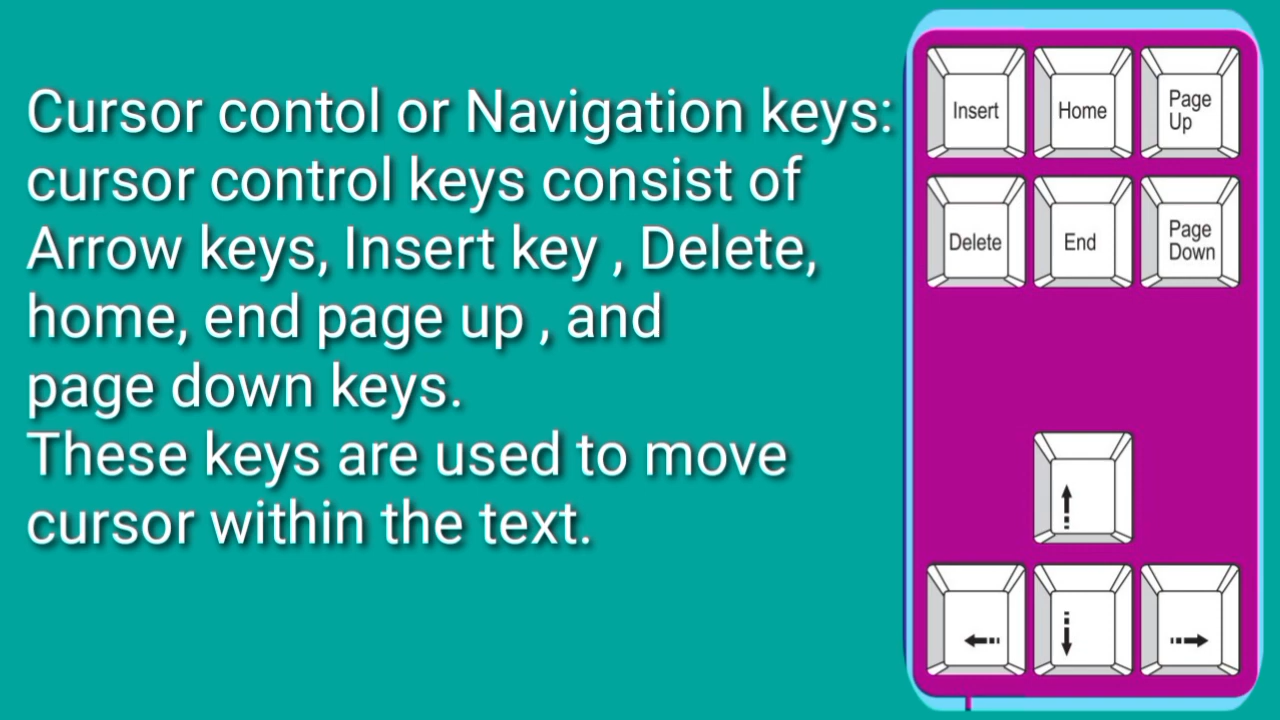 Cursor contol or Navigation keys:
cursor control keys consist of
Arrow keys, Insert key , Delete,
home, end page up , and
page down keys.
These keys are used to move
cursor within the text.
Insert
Home
Page
Up
Delete
End
Page
Down